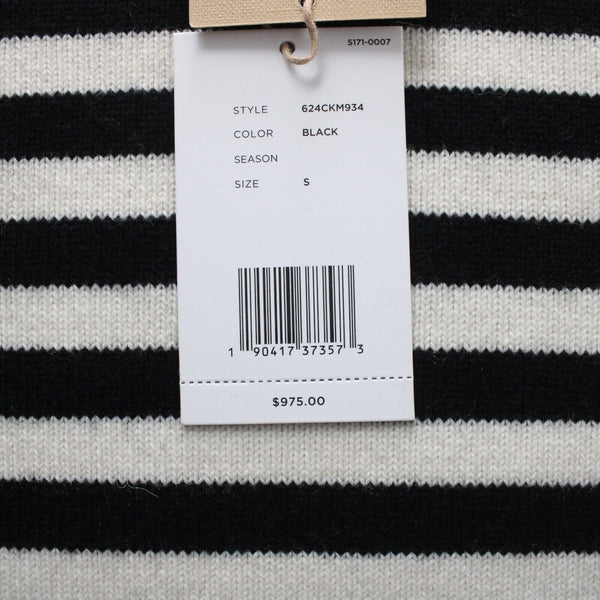 S171-0007
STYLE 624CKM934
COLOR BLACK
SEASON
SIZE S
1 90417 37357 3
$975.00